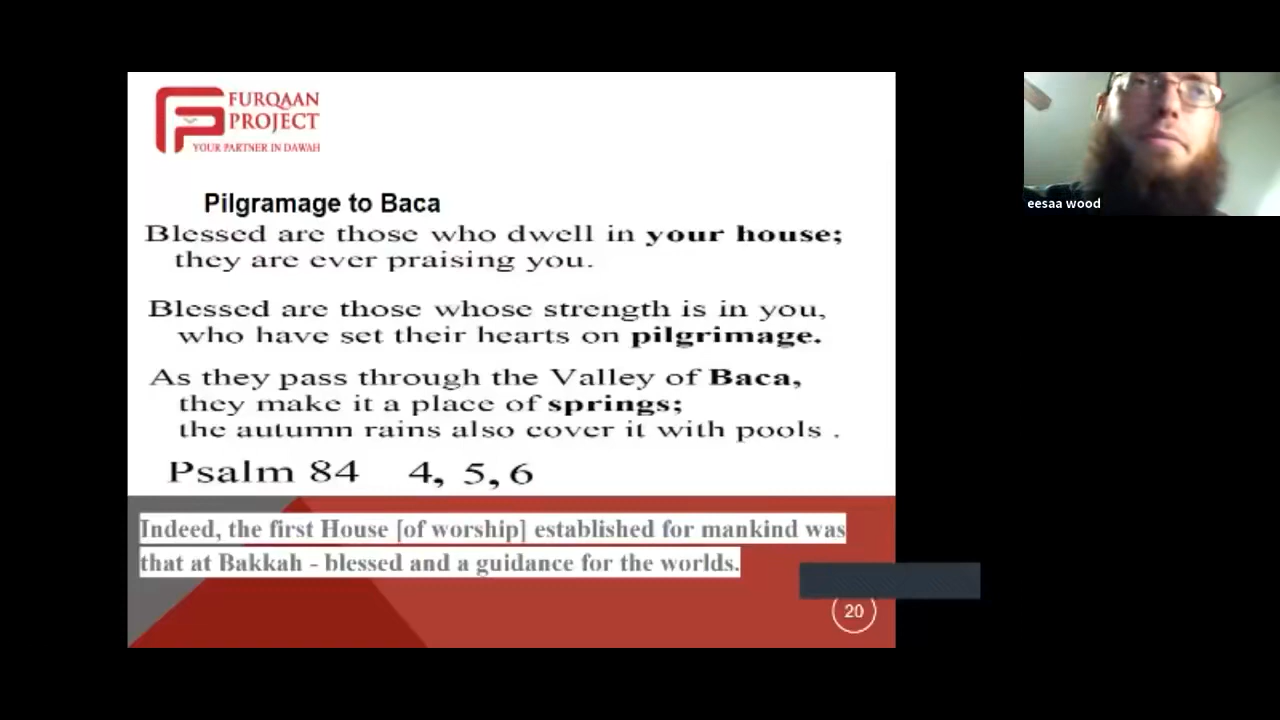 FURQAAN
PROJECT
YOUR PARTNER IN DAWAH
Pilgramage to Baca
Blessed are those who dwell in your house;
they are ever praising you.
Blessed are those whose strength is in you,
who have set their hearts on pilgrimage.
As they pass through the Valley of Baca,
they make it a place of springs;
the autumn rains also cover it with pools .
Psalm 84 4, 5, 6
Indeed, the first House [of worship] established for mankind was
that at Bakkah - blessed and a guidance for the worlds.
20
eesaa wood